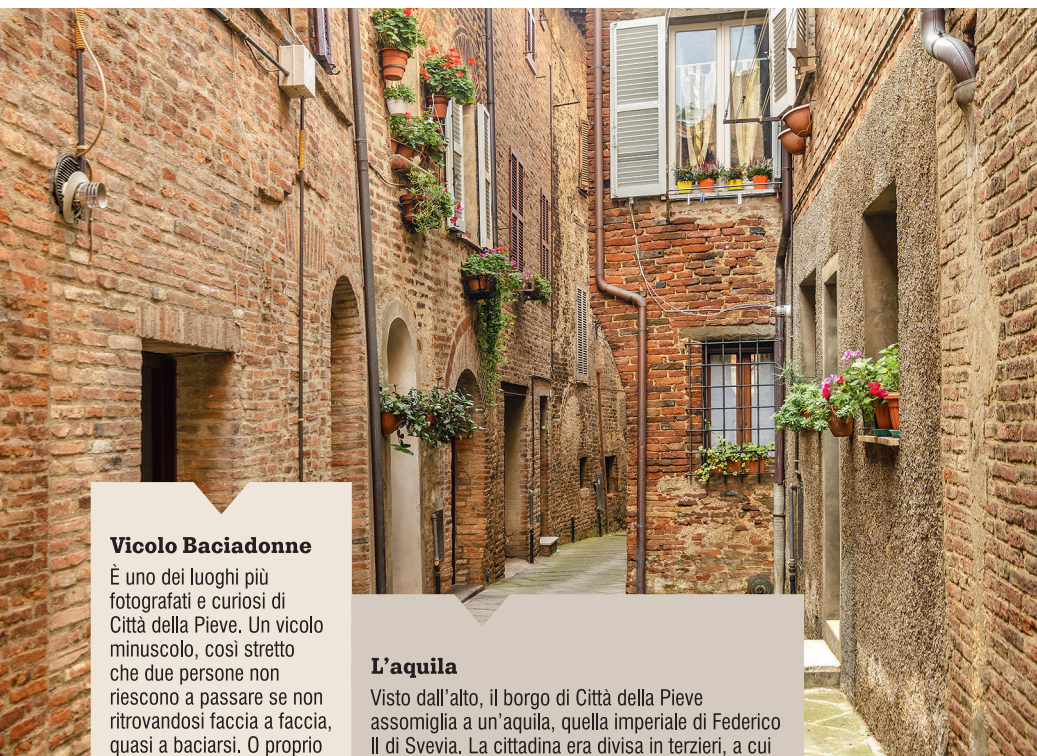 Vicolo Baciadonne
È uno dei luoghi più
fotografati e curiosi di
Città della Pieve. Un vicolo
minuscolo, così stretto
che due persone non
riescono a passare se non
ritrovandosi faccia a faccia,
quasi a baciarsi. O proprio
L'aquila
Visto dall'alto, il borgo di Città della Pieve
assomiglia a un'aquila, quella imperiale di Federico
II di Svevia. La cittadina era divisa in terzieri, a cui